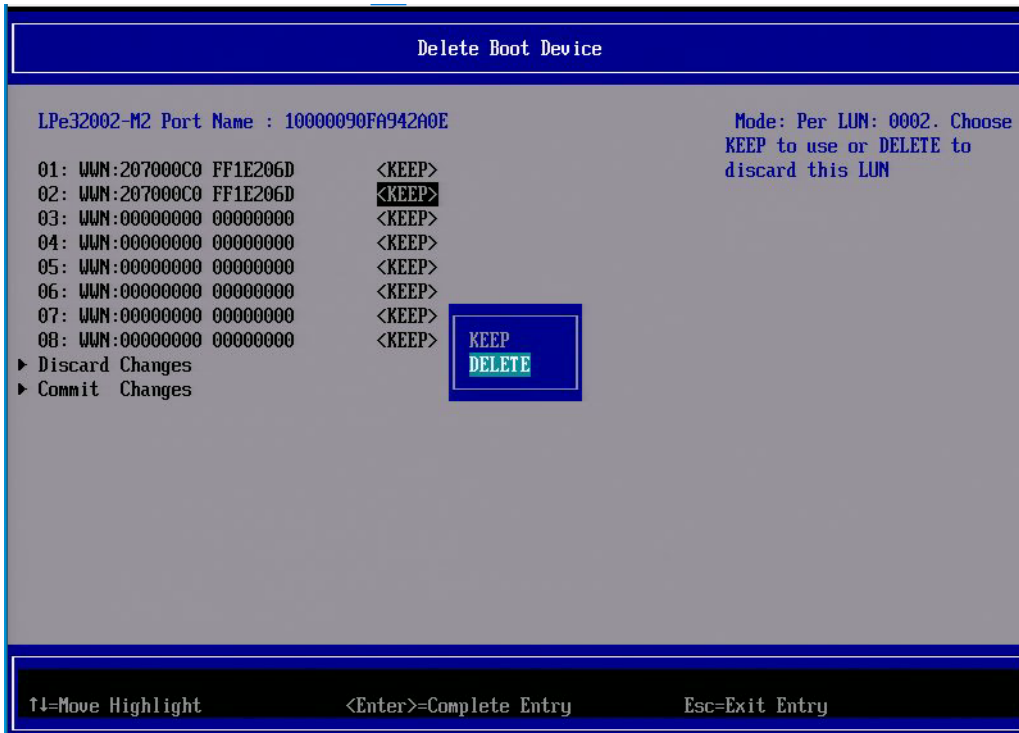 Delete Boot Device
LPe32002-M2 Port Name : 10000090FA942A0E
Mode: Per LUN: 0002. Choose
KEEP to use or DELETE to
discard this LUN
01: WWN:207000C0 FF1E206D <KEEP>
02: WWN:207000C0 FF1E206D <KEEP>
03: WWN:00000000 00000000 <KEEP>
04: WWN:00000000 00000000 <KEEP>
05: WWN:00000000 00000000 <KEEP>
06: WWN:00000000 00000000 <KEEP>
07: WWN:00000000 00000000 <KEEP>
08: WWN:00000000 00000000 <KEEP>
Discard Changes
Commit Changes
KEEP
DELETE
↑↓=Move Highlight <Enter>=Complete Entry Esc=Exit Entry